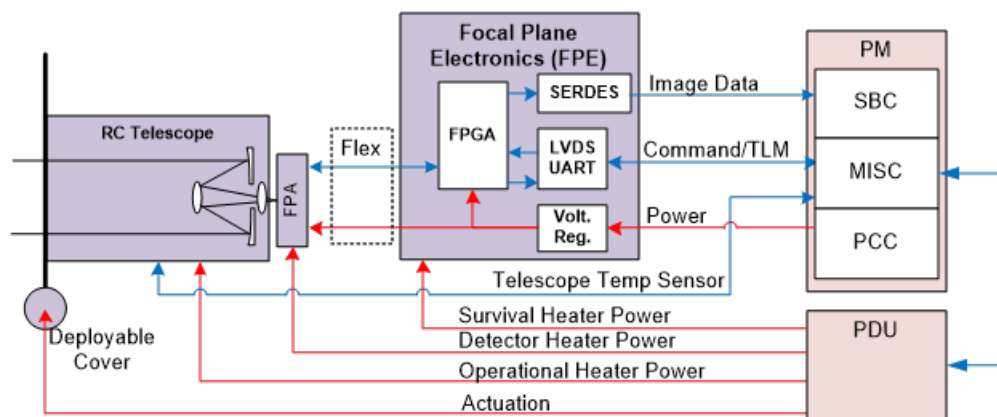 Focal Plane
Electronics (FPE)
PM
SERDES
Image Data
SBC
RC Telescope
FPGA
Flex
LVDS
UART
Command/TLM
MISC
FPA
Volt.
Reg.
Power
PCC
Telescope Temp Sensor
Deployable
Cover
Survival Heater Power
PDU
Detector Heater Power
Operational Heater Power
Actuation